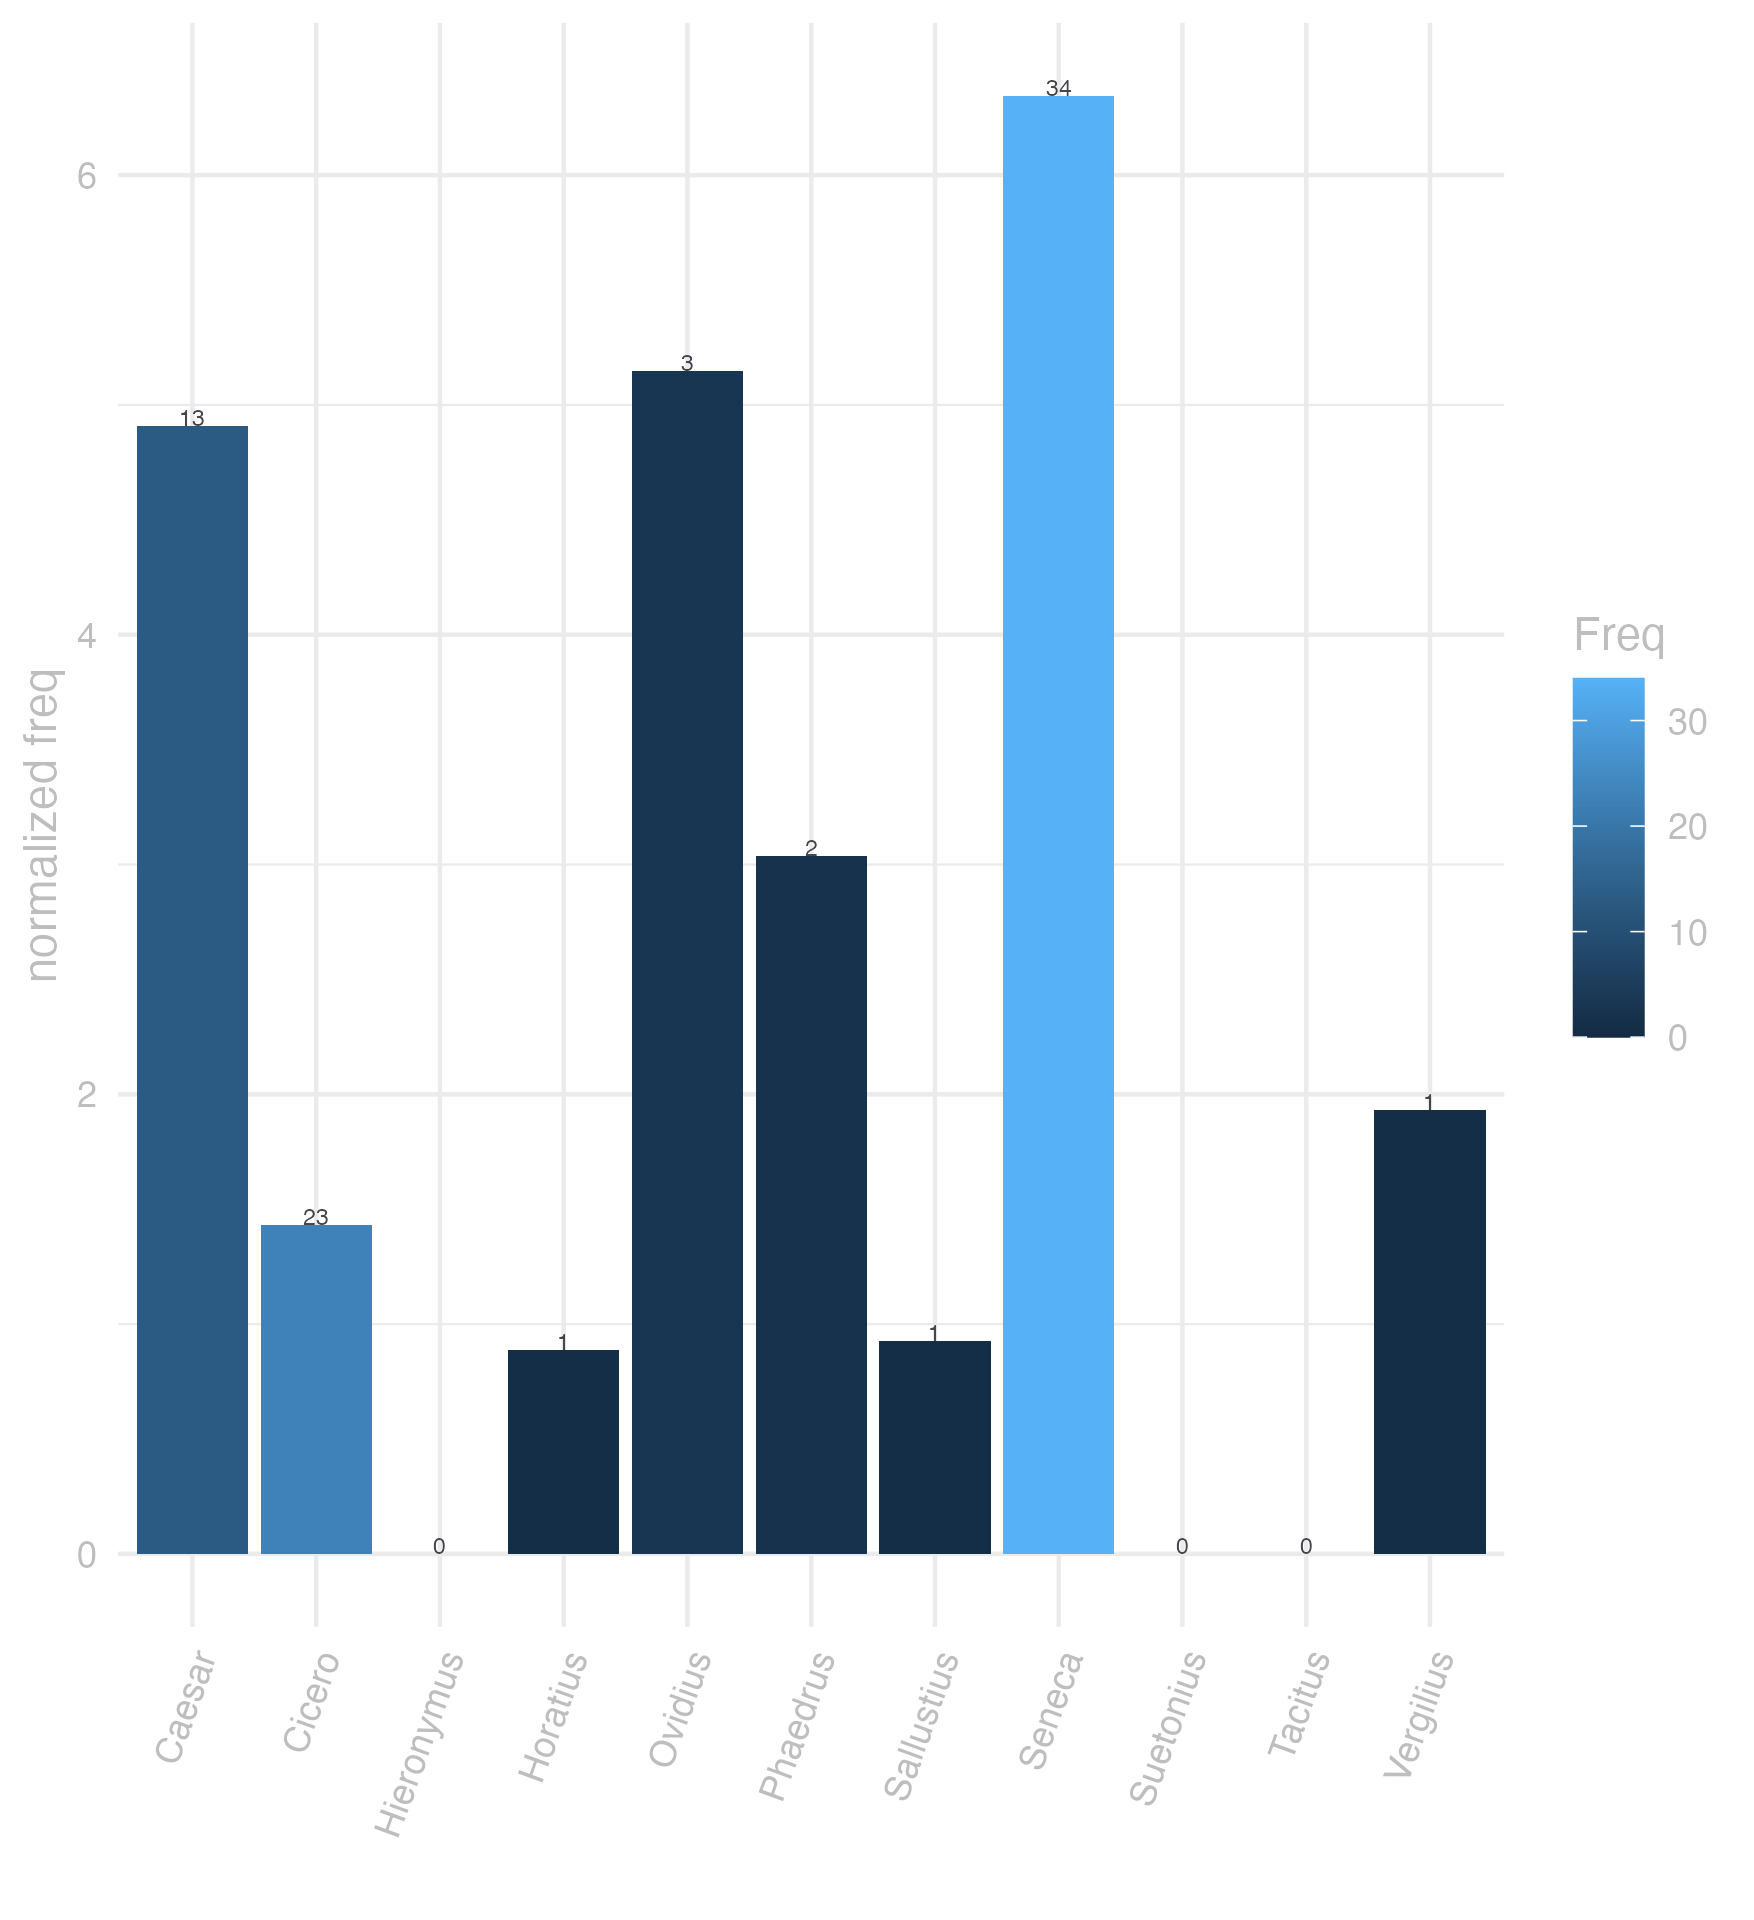 34
6
3
13
4
2
2
1
23
1
1
0
0
0
0
normalized freq
Freq
30
20
10
0
Caesar
Cicero
Hieronymus
Horatius
Ovidius
Phaedrus
Sallustius
Seneca
Suetonius
Tacitus
Vergilius